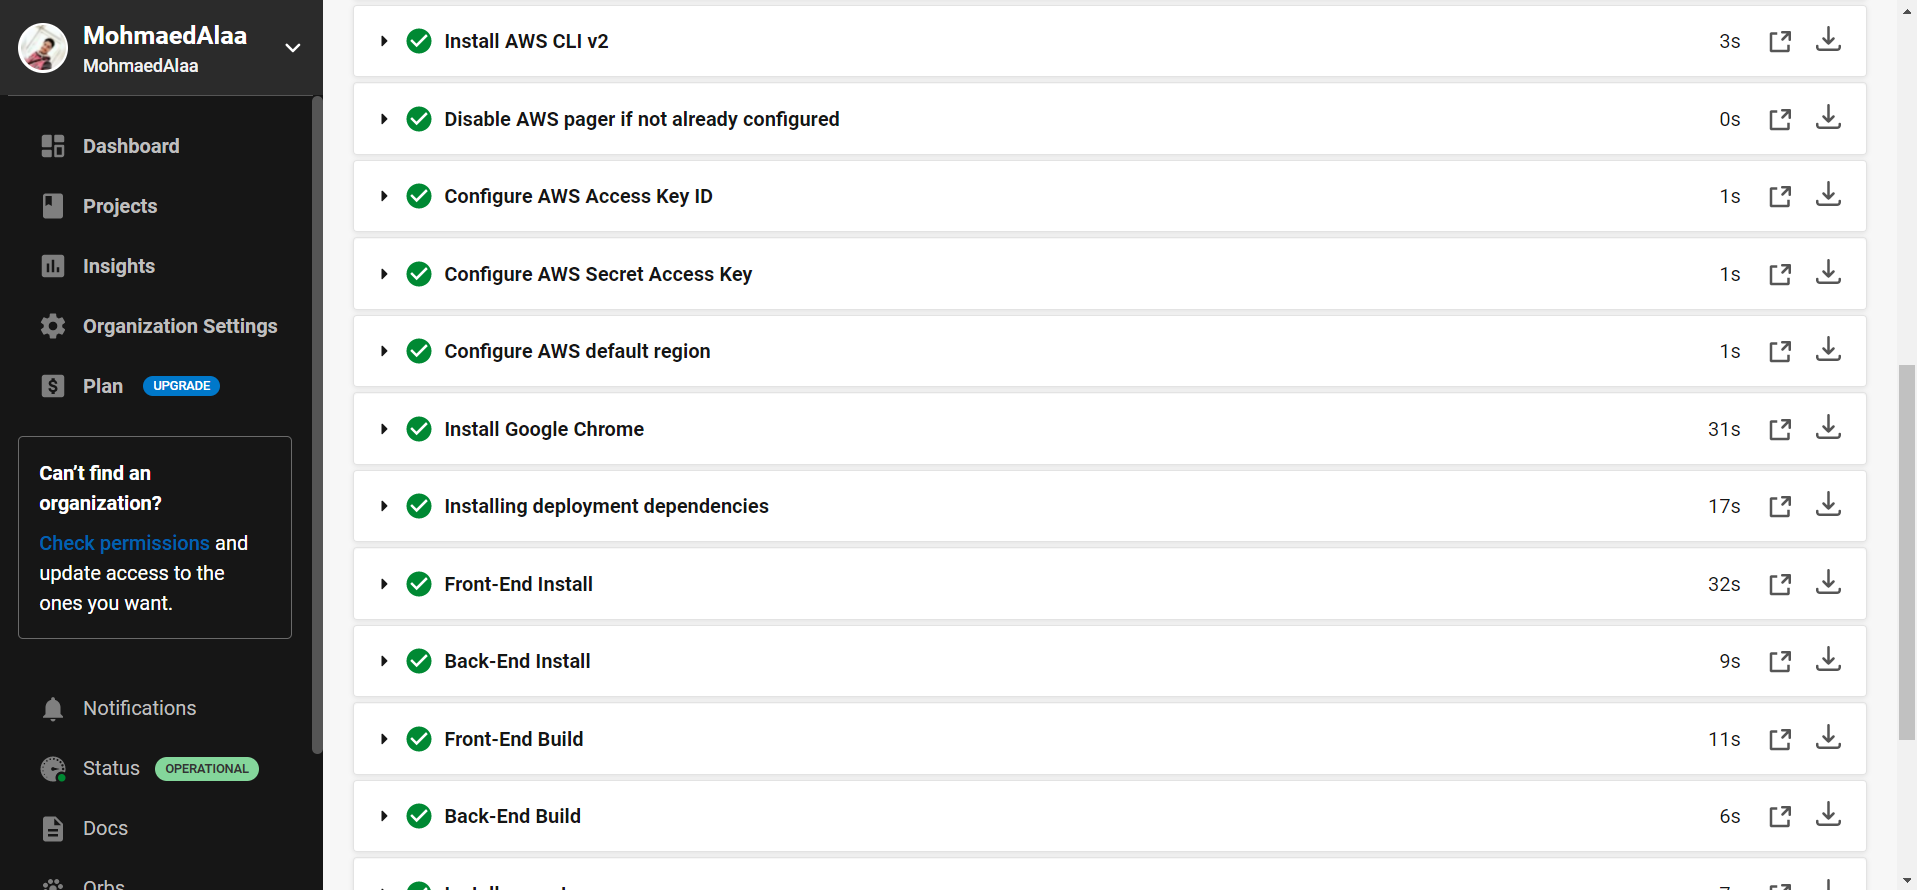 MohmaedAlaa
MohmaedAlaa
Dashboard
Projects
Insights
Organization Settings
Plan UPGRADE
Can’t find an
organization?
Check permissions and
update access to the
ones you want.
Notifications
Status OPERATIONAL
Docs
Orbs
Install AWS CLI v2 3s
Disable AWS pager if not already configured 0s
Configure AWS Access Key ID 1s
Configure AWS Secret Access Key 1s
Configure AWS default region 1s
Install Google Chrome 31s
Installing deployment dependencies 17s
Front-End Install 32s
Back-End Install 9s
Front-End Build 11s
Back-End Build 6s